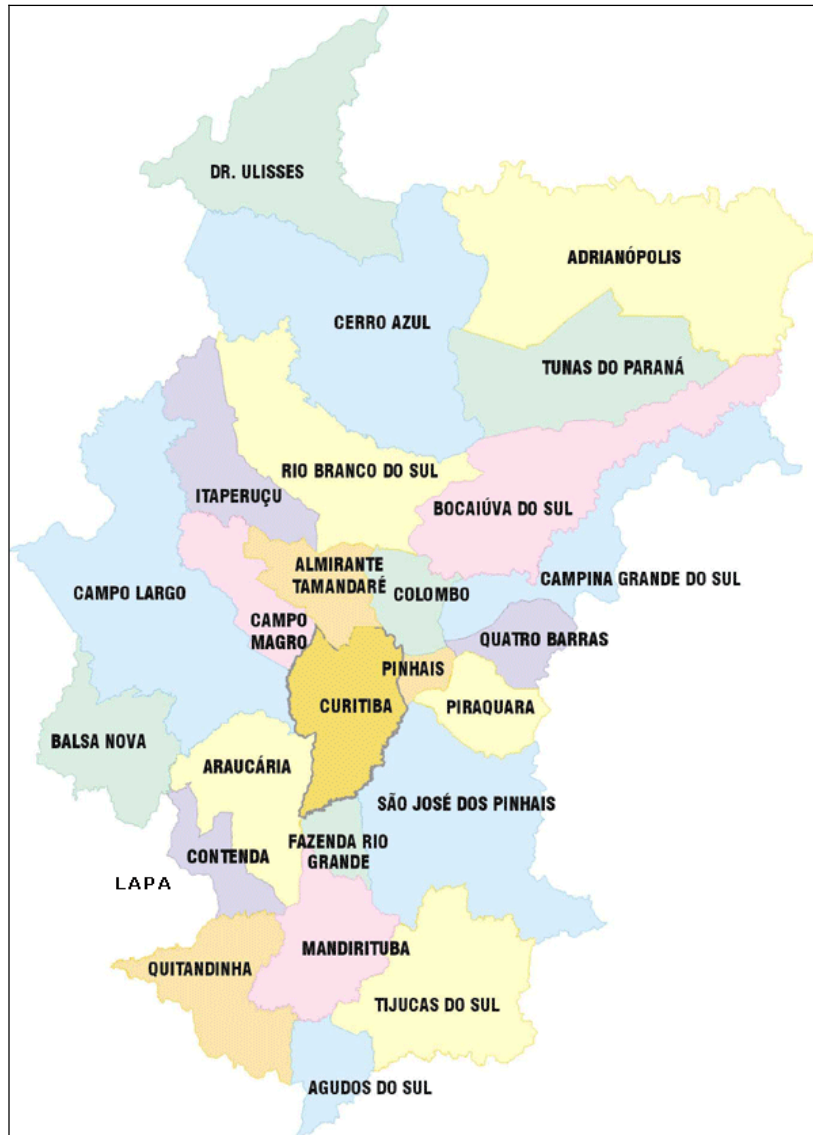 DR. ULISSES
ADRIANÓPOLIS
CERRO AZUL
TUNAS DO PARANÁ
RIO BRANCO DO SUL
ITAPERUÇU
BOCAIÚVA DO SUL
ALMIRANTE
TAMANDARÉ
CAMPINA GRANDE DO SUL
CAMPO LARGO
COLOMBO
CAMPO
MAGRO
QUATRO BARRAS
PINHAIS
CURITIBA
PIRAQUARA
BALSA NOVA
ARAUCÁRIA
SÃO JOSÉ DOS PINHAIS
FAZENDA RIO
GRANDE
CONTENDA
LAPA
MANDIRITUBA
QUITANDINHA
TIJUCAS DO SUL
AGUDOS DO SUL